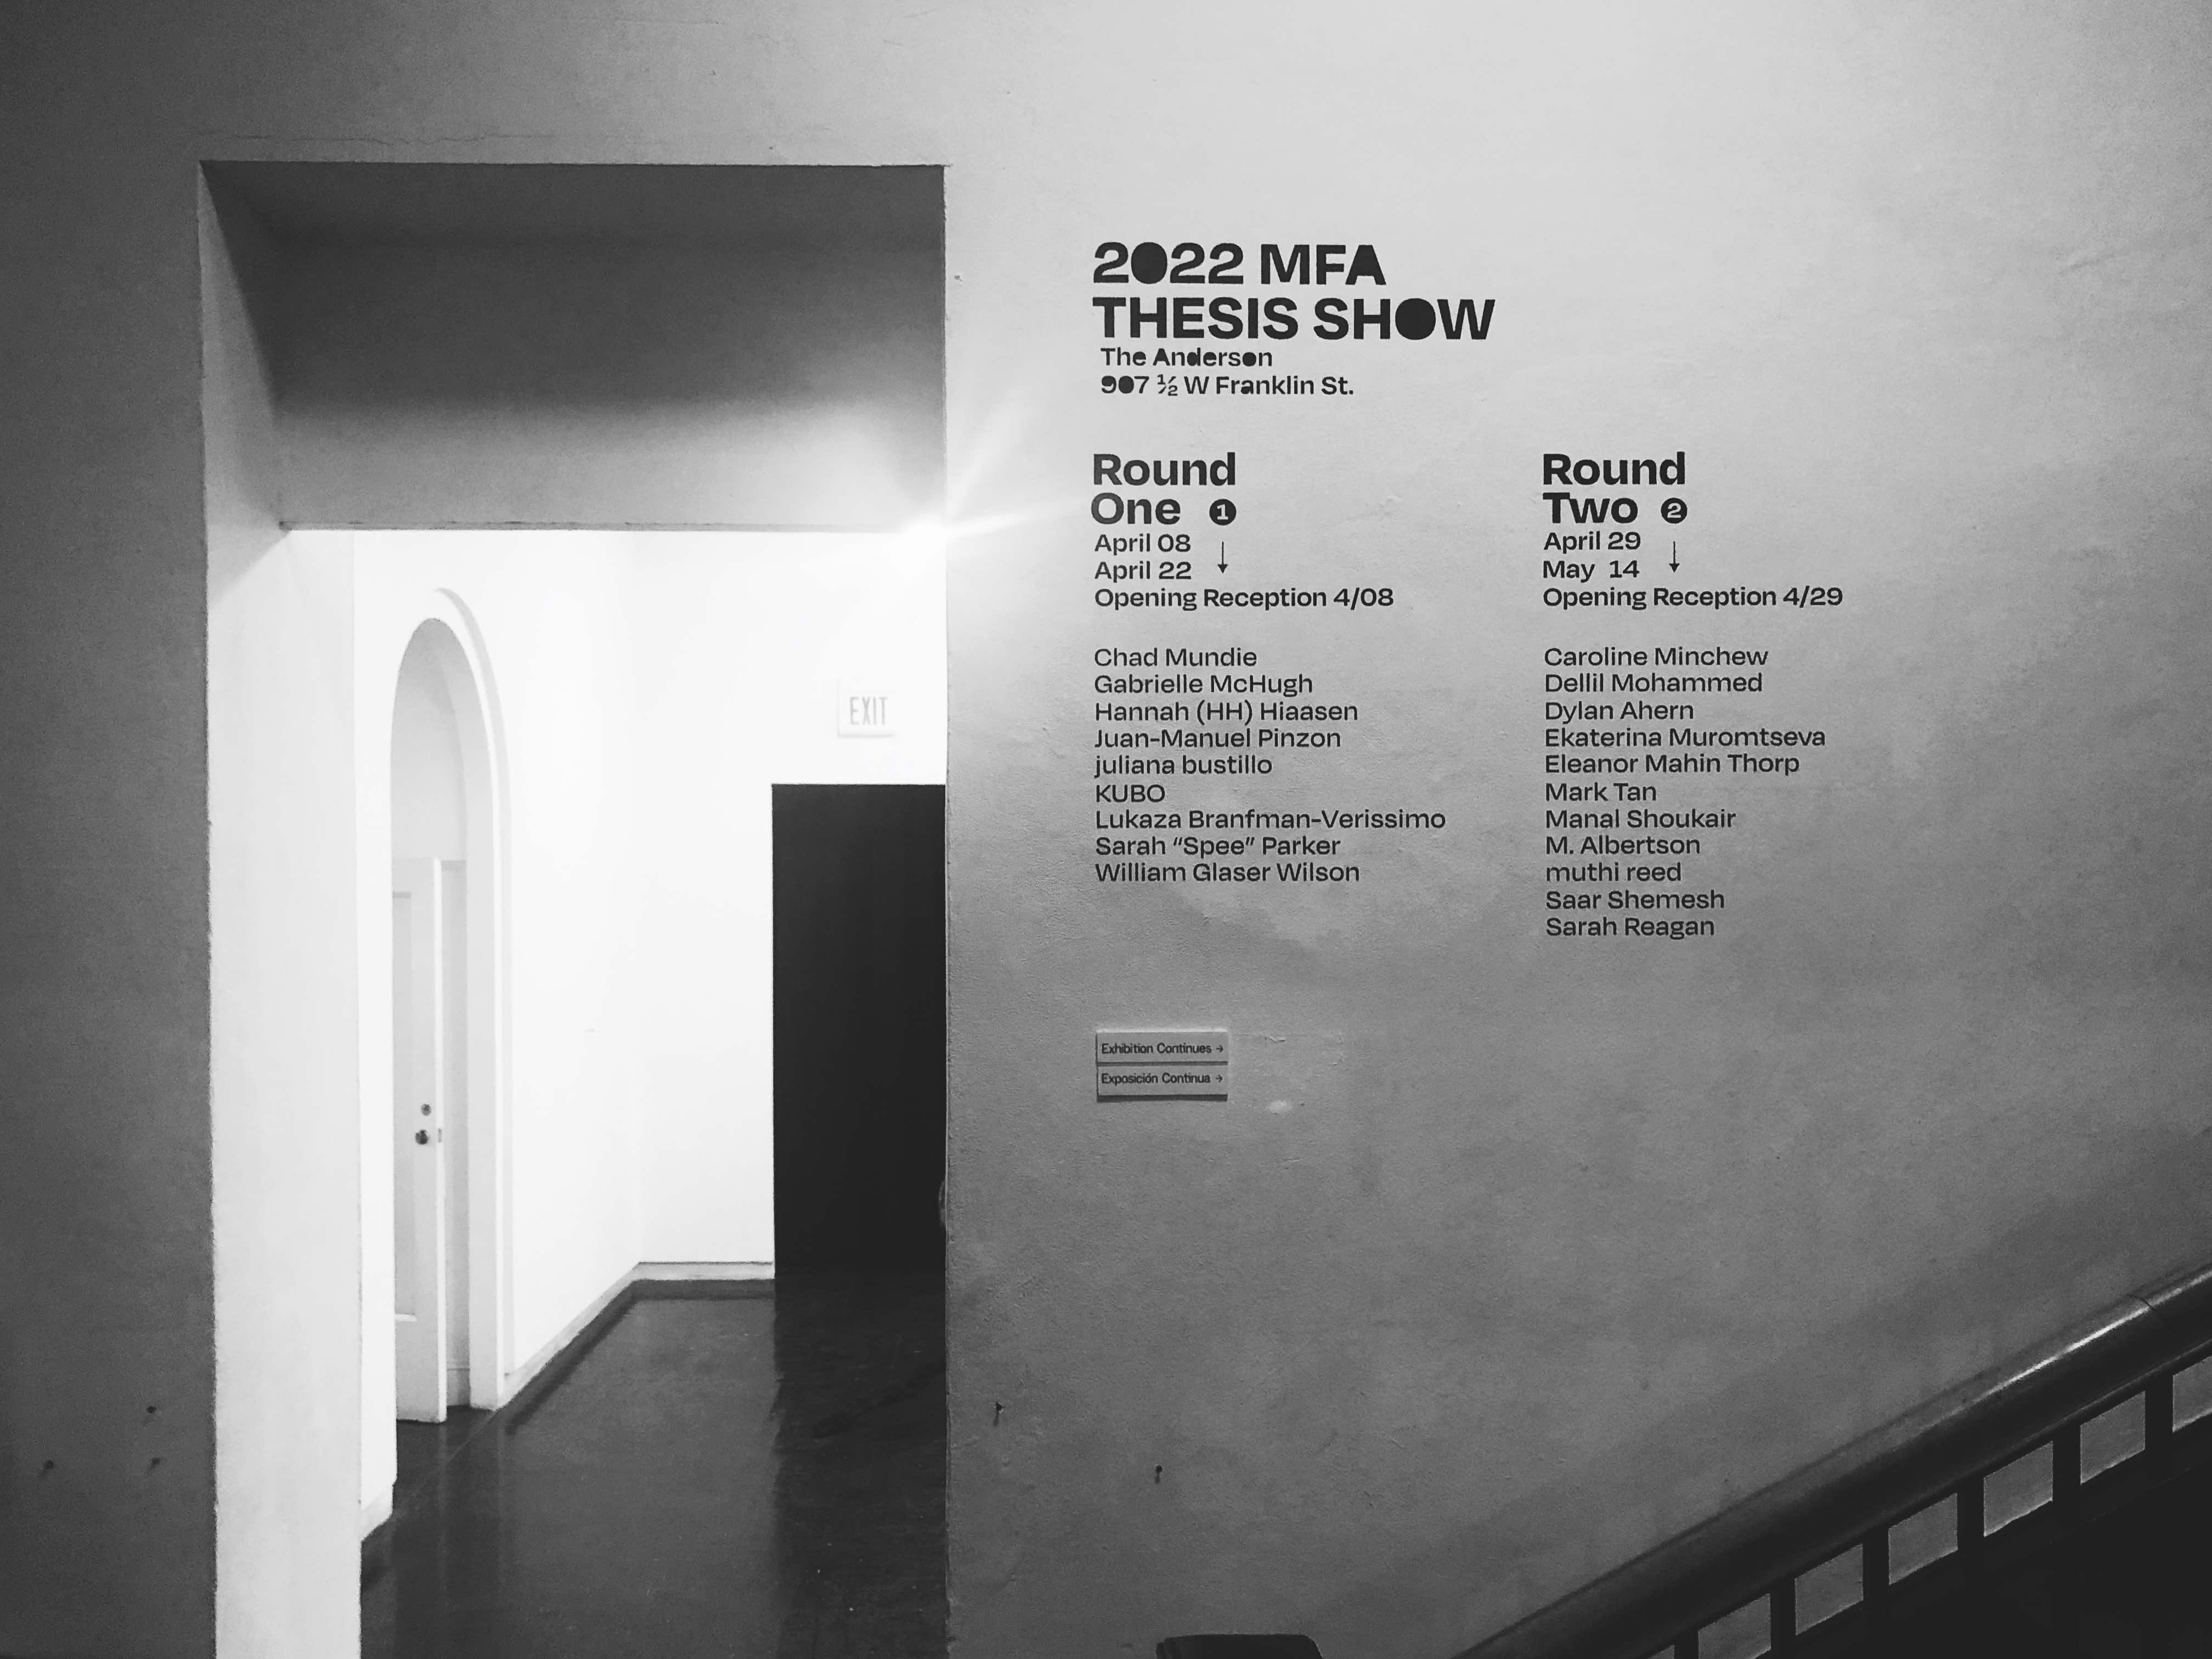 2022 MFA
THESIS SHOW
The Anderson
907 ½ W Franklin St.
Round
One ❶
April 08
April 22 ↓
Opening Reception 4/08
Chad Mundie
Gabrielle McHugh
Hannah (HH) Hiaasen
Juan-Manuel Pinzon
juliana bustillo
KUBO
Lukaza Branfman-Verissimo
Sarah “Spee” Parker
William Glaser Wilson
Round
Two ❷
April 29
May 14 ↓
Opening Reception 4/29
Caroline Minchew
Dellil Mohammed
Dylan Ahern
Ekaterina Muromtseva
Eleanor Mahin Thorp
Mark Tan
Manal Shoukair
M. Albertson
muthi reed
Saar Shemesh
Sarah Reagan
EXIT
Exhibition Continues →
Exposición Continua →